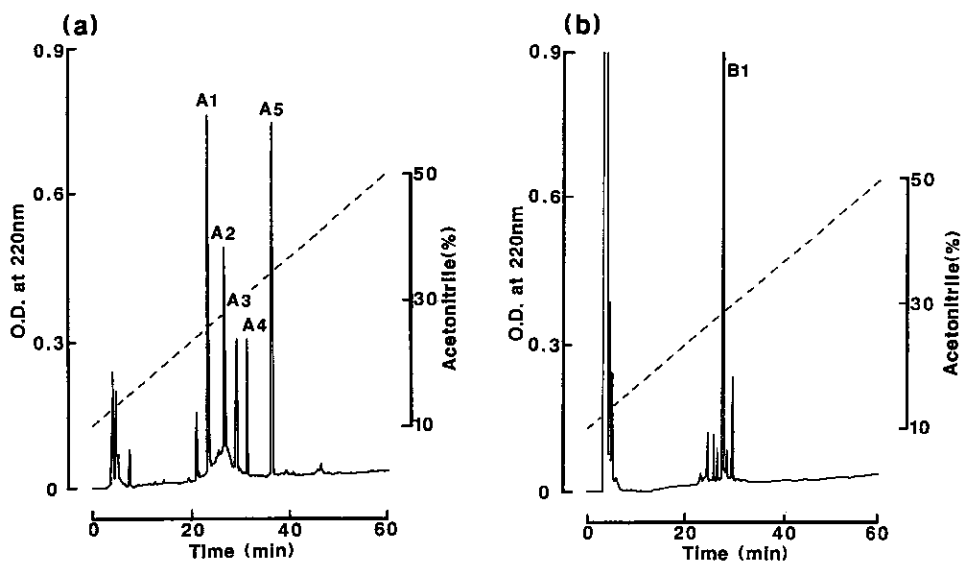 (a)
0.9
0.6
0.3
0
O.D. at 220nm
A1
A2
A3
A4
A5
50
30
10
Acetonitrile(%)
0
20
40
60
Time (min)
(b)
0.9
0.6
0.3
0
O.D. at 220nm
B1
50
30
10
Acetonitrile(%)
0
20
40
60
Time (min)